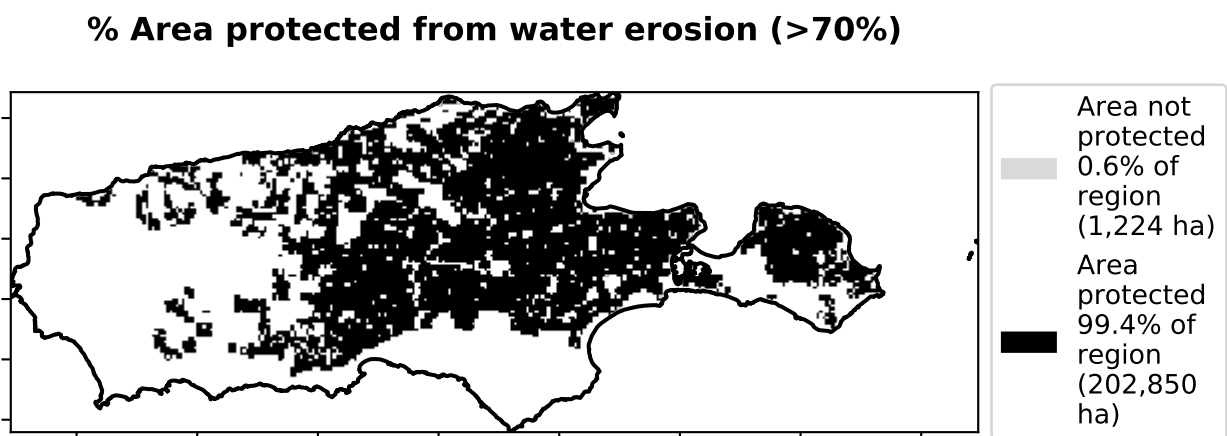 % Area protected from water erosion (>70%)
Area not
protected
0.6% of
region
(1,224 ha)
Area
protected
99.4% of
region
(202,850
ha)